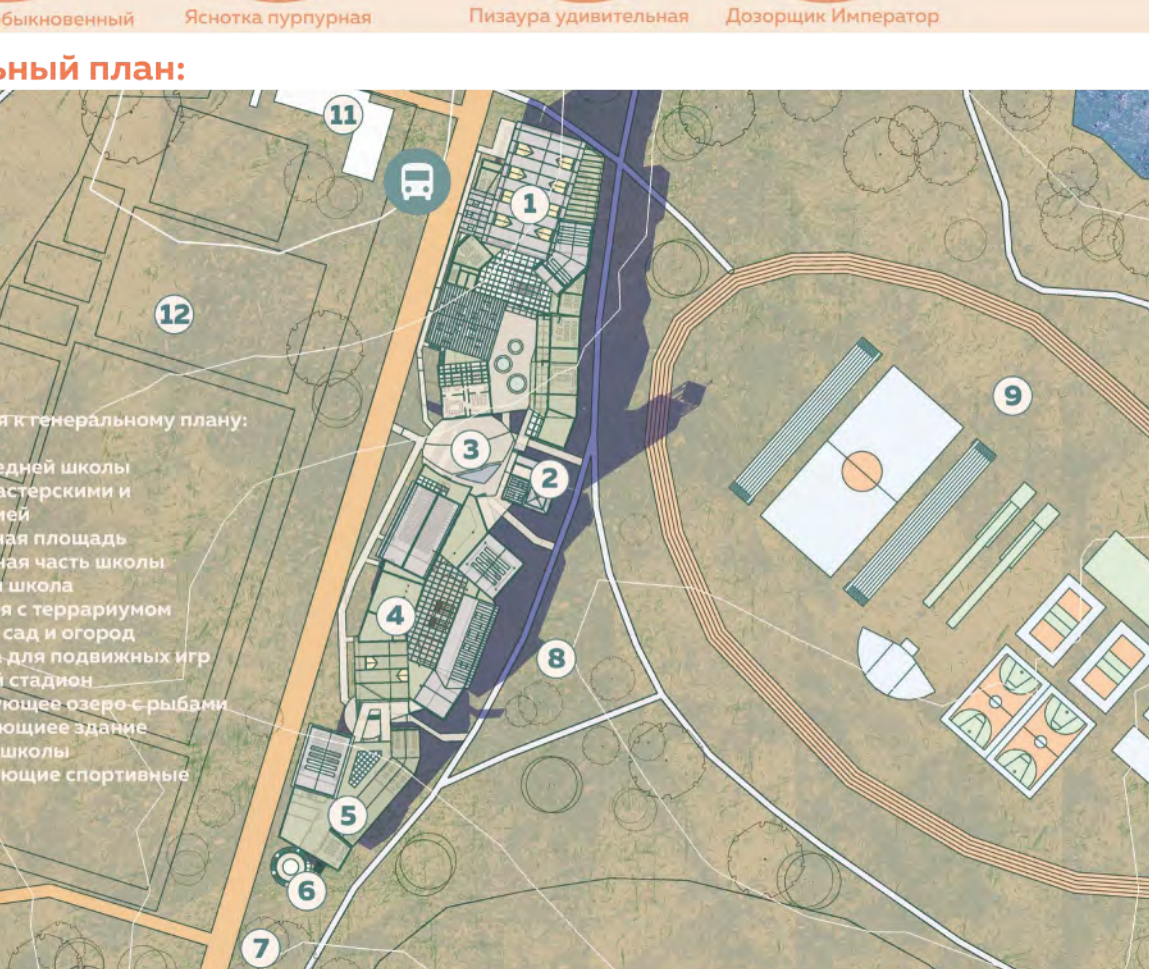 быкновенный
Яснотка пурпурная
Пизаура удивительная
Дозорщик Император
ьный план:
11
1
12
9
я к генеральному плану:
3
едней школы
2
астерскими и
ией
ная площадь
ная часть школы
я школа
4
я с террариумом
сад и огород
а для подвижных игр
8
й стадион
ующее озеро с рыбами
ющиее здание
школы
ющие спортивные
5
6
7